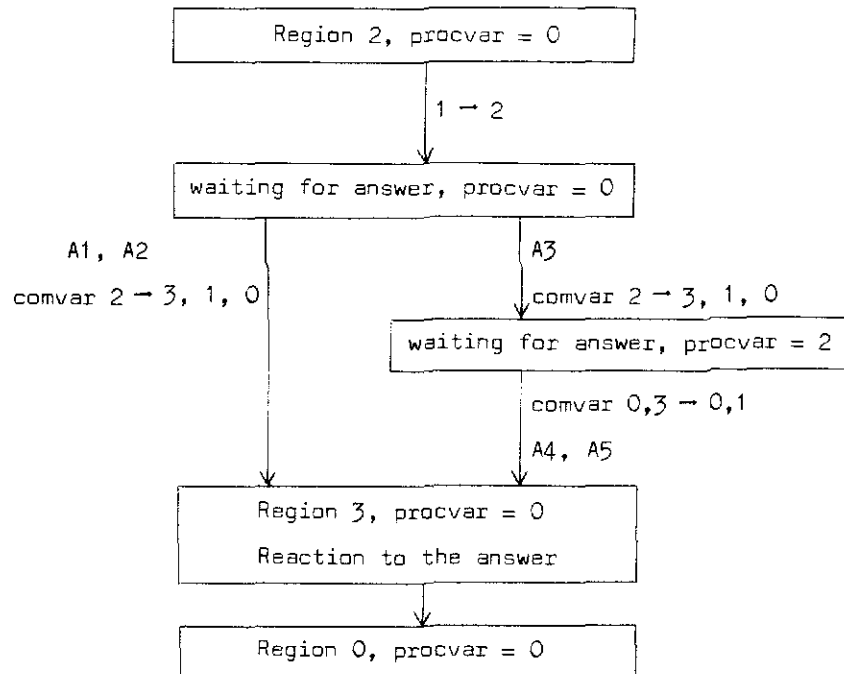 Region 2, procvar = 0
1 → 2
waiting for answer, procvar = 0
A1, A2
comvar 2 → 3, 1, 0
A3
comvar 2 → 3, 1, 0
waiting for answer, procvar = 2
comvar 0,3 → 0,1
A4, A5
Region 3, procvar = 0
Reaction to the answer
Region 0, procvar = 0